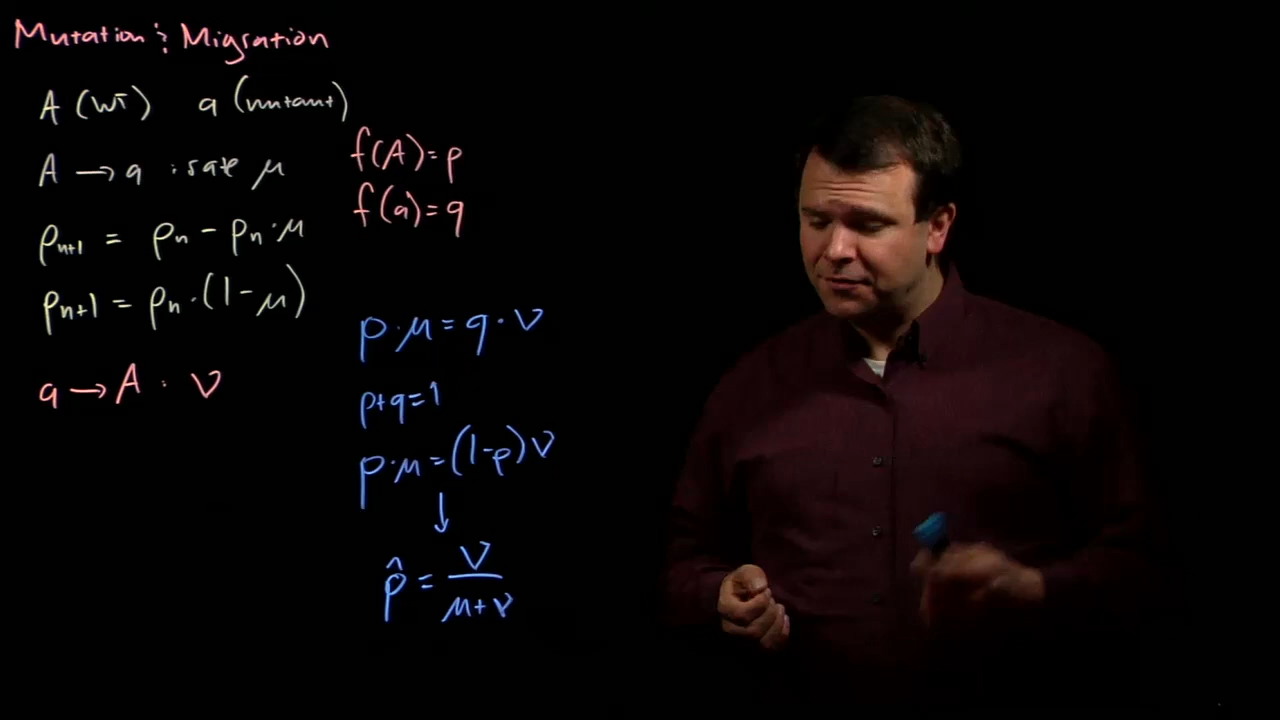 Mutation & Migration
A (WT) a (mutant)
A → a : rate μ
f(A)=p
f(a)=q
pₙ₊₁ = pₙ - pₙ·μ
pₙ₊₁ = pₙ·(1-μ)
a → A : ν
p·μ = q·ν
p+q=1
p·μ=(1-p)ν
↓
p̂ = ν/(μ+ν)